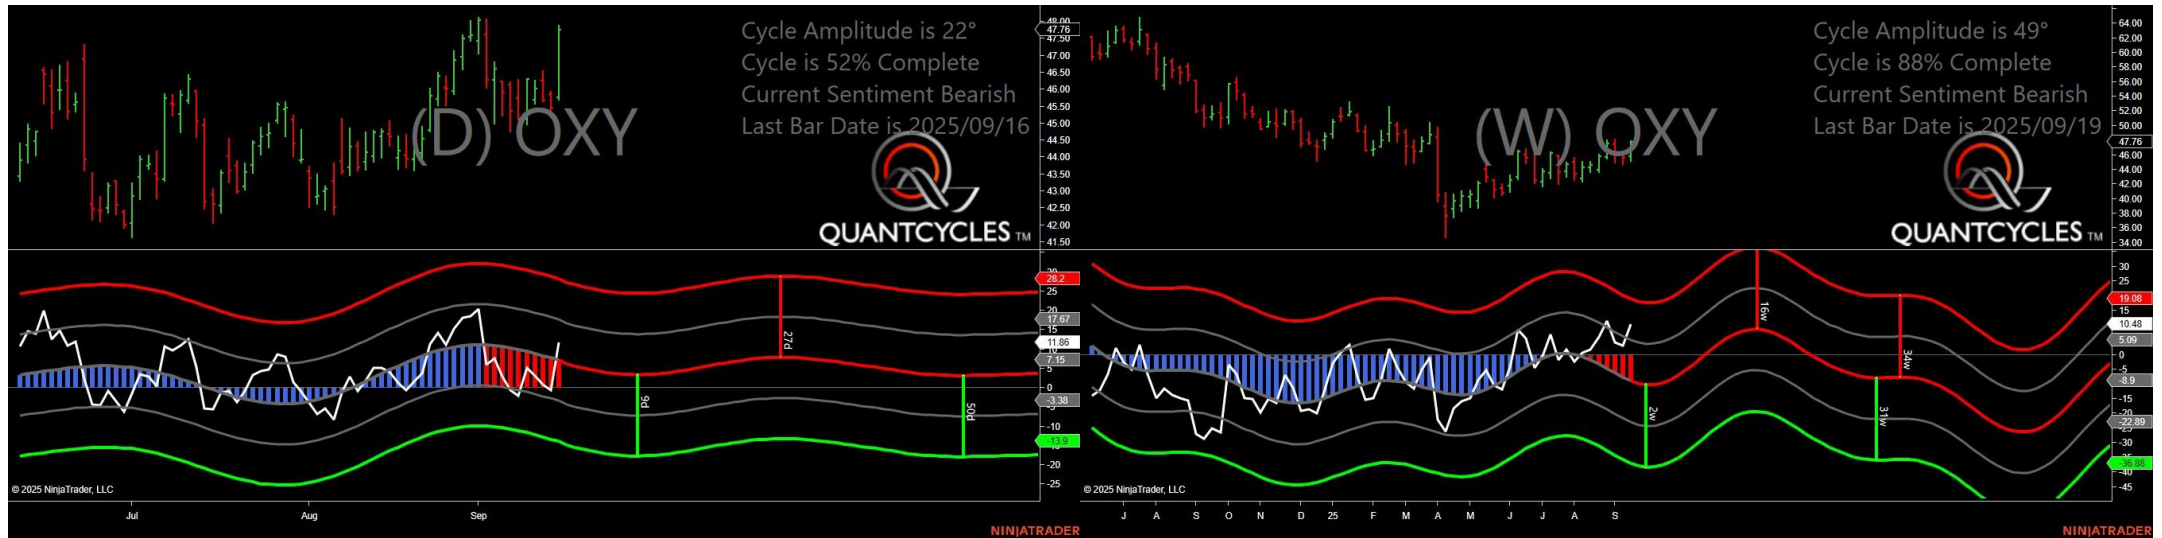 Cycle Amplitude is 22°
Cycle is 52% Complete
Current Sentiment Bearish
Last Bar Date is 2025/09/16
(D) OXY
QUANTCYCLES TM
48.00
47.76
47.50
47.00
46.50
46.00
45.50
45.00
44.50
44.00
43.50
43.00
42.50
42.00
41.50
28.2
25
20
17.67
15
11.86
7.15
5
0
-3.38
-10
-13.9
-20
-25
27d
9d
50d
© 2025 NinjaTrader, LLC
Jul Aug Sep
NINJATRADER
Cycle Amplitude is 49°
Cycle is 88% Complete
Current Sentiment Bearish
Last Bar Date is 2025/09/19
(W) OXY
QUANTCYCLES TM
64.00
62.00
60.00
58.00
56.00
54.00
52.00
50.00
47.76
46.00
44.00
42.00
40.00
38.00
36.00
34.00
30
25
19.08
15
10.48
5.09
0
-5
-8.9
-15
-20
-22.89
-30
-35
-36.88
-40
-45
16w
34w
2w
31w
© 2025 NinjaTrader, LLC
J A S O N D 25 F M A M J J A S
NINJATRADER